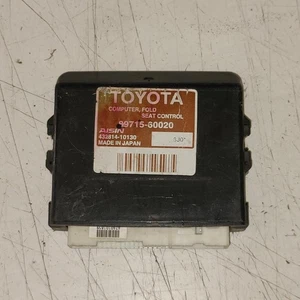 TOYOTA
COMPUTER, FOLD
SEAT CONTROL
89715-60020
AISIN
433814-10130
MADE IN JAPAN